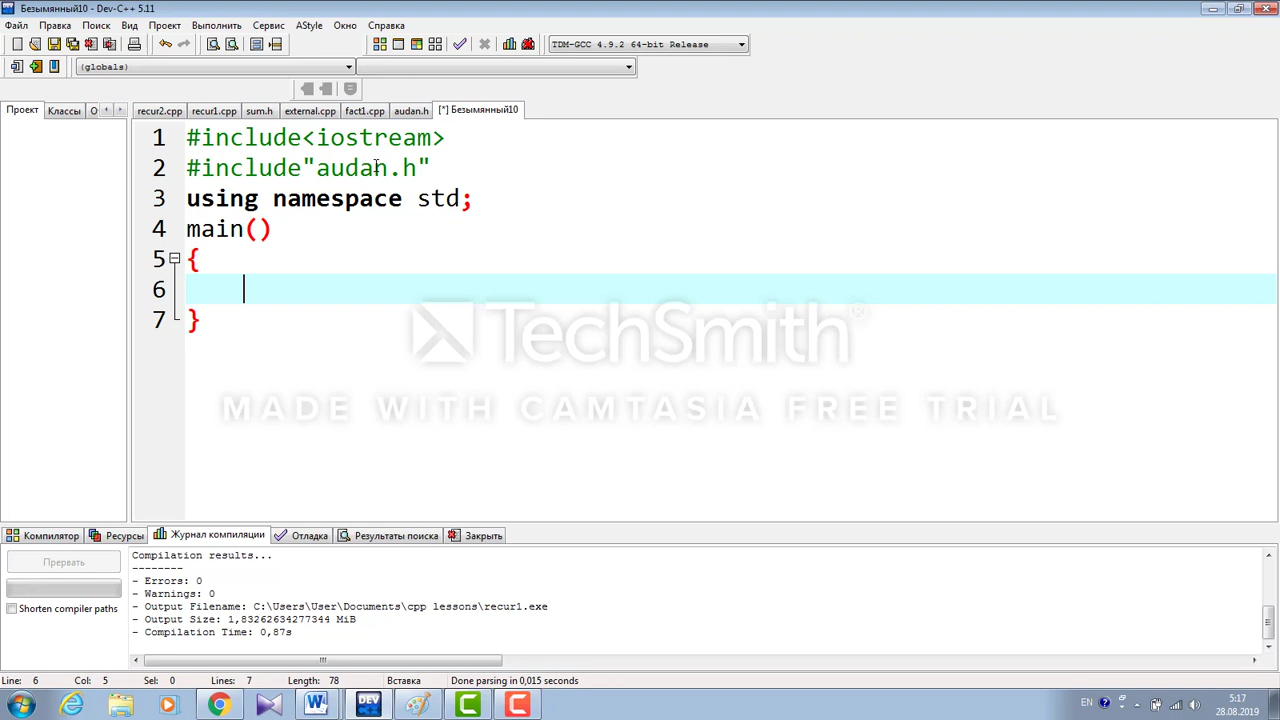 Безымянный10 - Dev-C++ 5.11
Файл Правка Поиск Вид Проект Выполнить Сервис AStyle Окно Справка
TDM-GCC 4.9.2 64-bit Release
(globals)
Проект Классы О recur2.cpp recur1.cpp sum.h external.cpp fact1.cpp audan.h [*] Безымянный10
1 #include<iostream>
2 #include"audan.h"
3 using namespace std;
4 main()
5 {
6
7 }
TechSmith®
MADE WITH CAMTASIA FREE TRIAL
Компилятор Ресурсы Журнал компиляции Отладка Результаты поиска Закрыть
Прервать
Shorten compiler paths
Compilation results...
--------
- Errors: 0
- Warnings: 0
- Output Filename: C:\Users\User\Documents\cpp lessons\recur1.exe
- Output Size: 1,83262634277344 MiB
- Compilation Time: 0,87s
Line: 6 Col: 5 Sel: 0 Lines: 7 Length: 78 Вставка Done parsing in 0,015 seconds
EN 5:17
28.08.2019